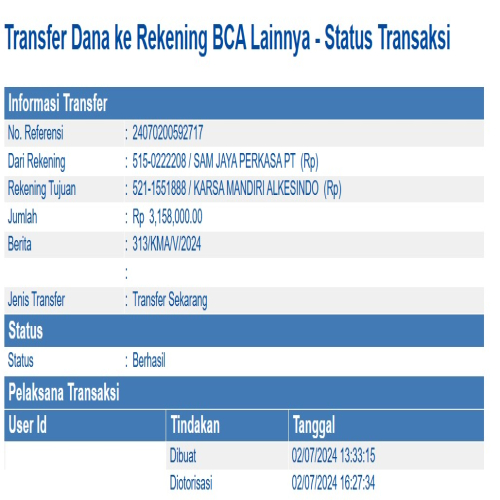 Transfer Dana ke Rekening BCA Lainnya - Status Transaksi
Informasi Transfer
No. Referensi : 24070200592717
Dari Rekening : 515-0222208 / SAM JAYA PERKASA PT (Rp)
Rekening Tujuan : 521-1551888 / KARSA MANDIRI ALKESINDO (Rp)
Jumlah : Rp 3,158,000.00
Berita : 313/KMA/V/2024
:
Jenis Transfer : Transfer Sekarang
Status
Status : Berhasil
Pelaksana Transaksi
User Id Tindakan Tanggal
Dibuat 02/07/2024 13:33:15
Diotorisasi 02/07/2024 16:27:34